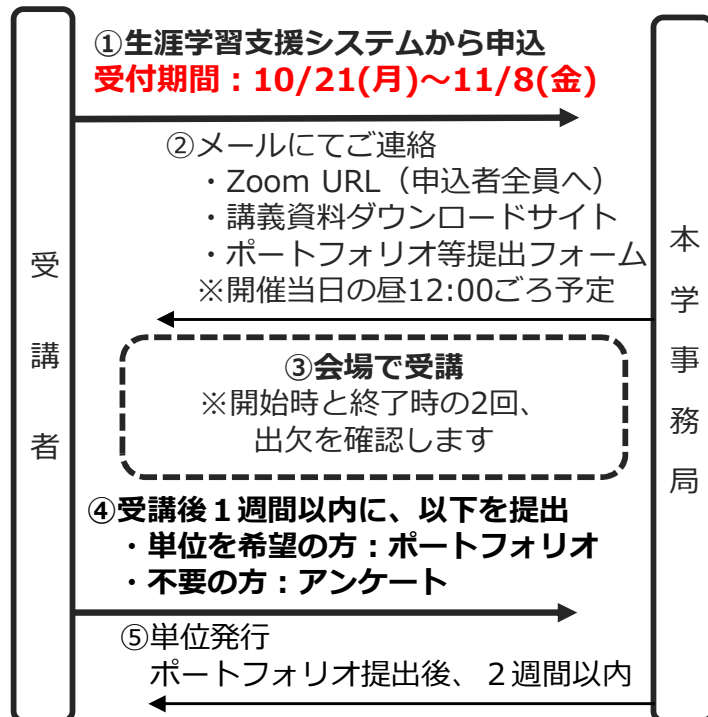 ①生涯学習支援システムから申込
受付期間：10/21(月)～11/8(金)
②メールにてご連絡
・Zoom URL（申込者全員へ）
・講義資料ダウンロードサイト
・ポートフォリオ等提出フォーム
※開催当日の昼12:00ごろ予定
受講者
本学事務局
③会場で受講
※開始時と終了時の2回、
出欠を確認します
④受講後１週間以内に、以下を提出
・単位を希望の方：ポートフォリオ
・不要の方：アンケート
⑤単位発行
ポートフォリオ提出後、２週間以内